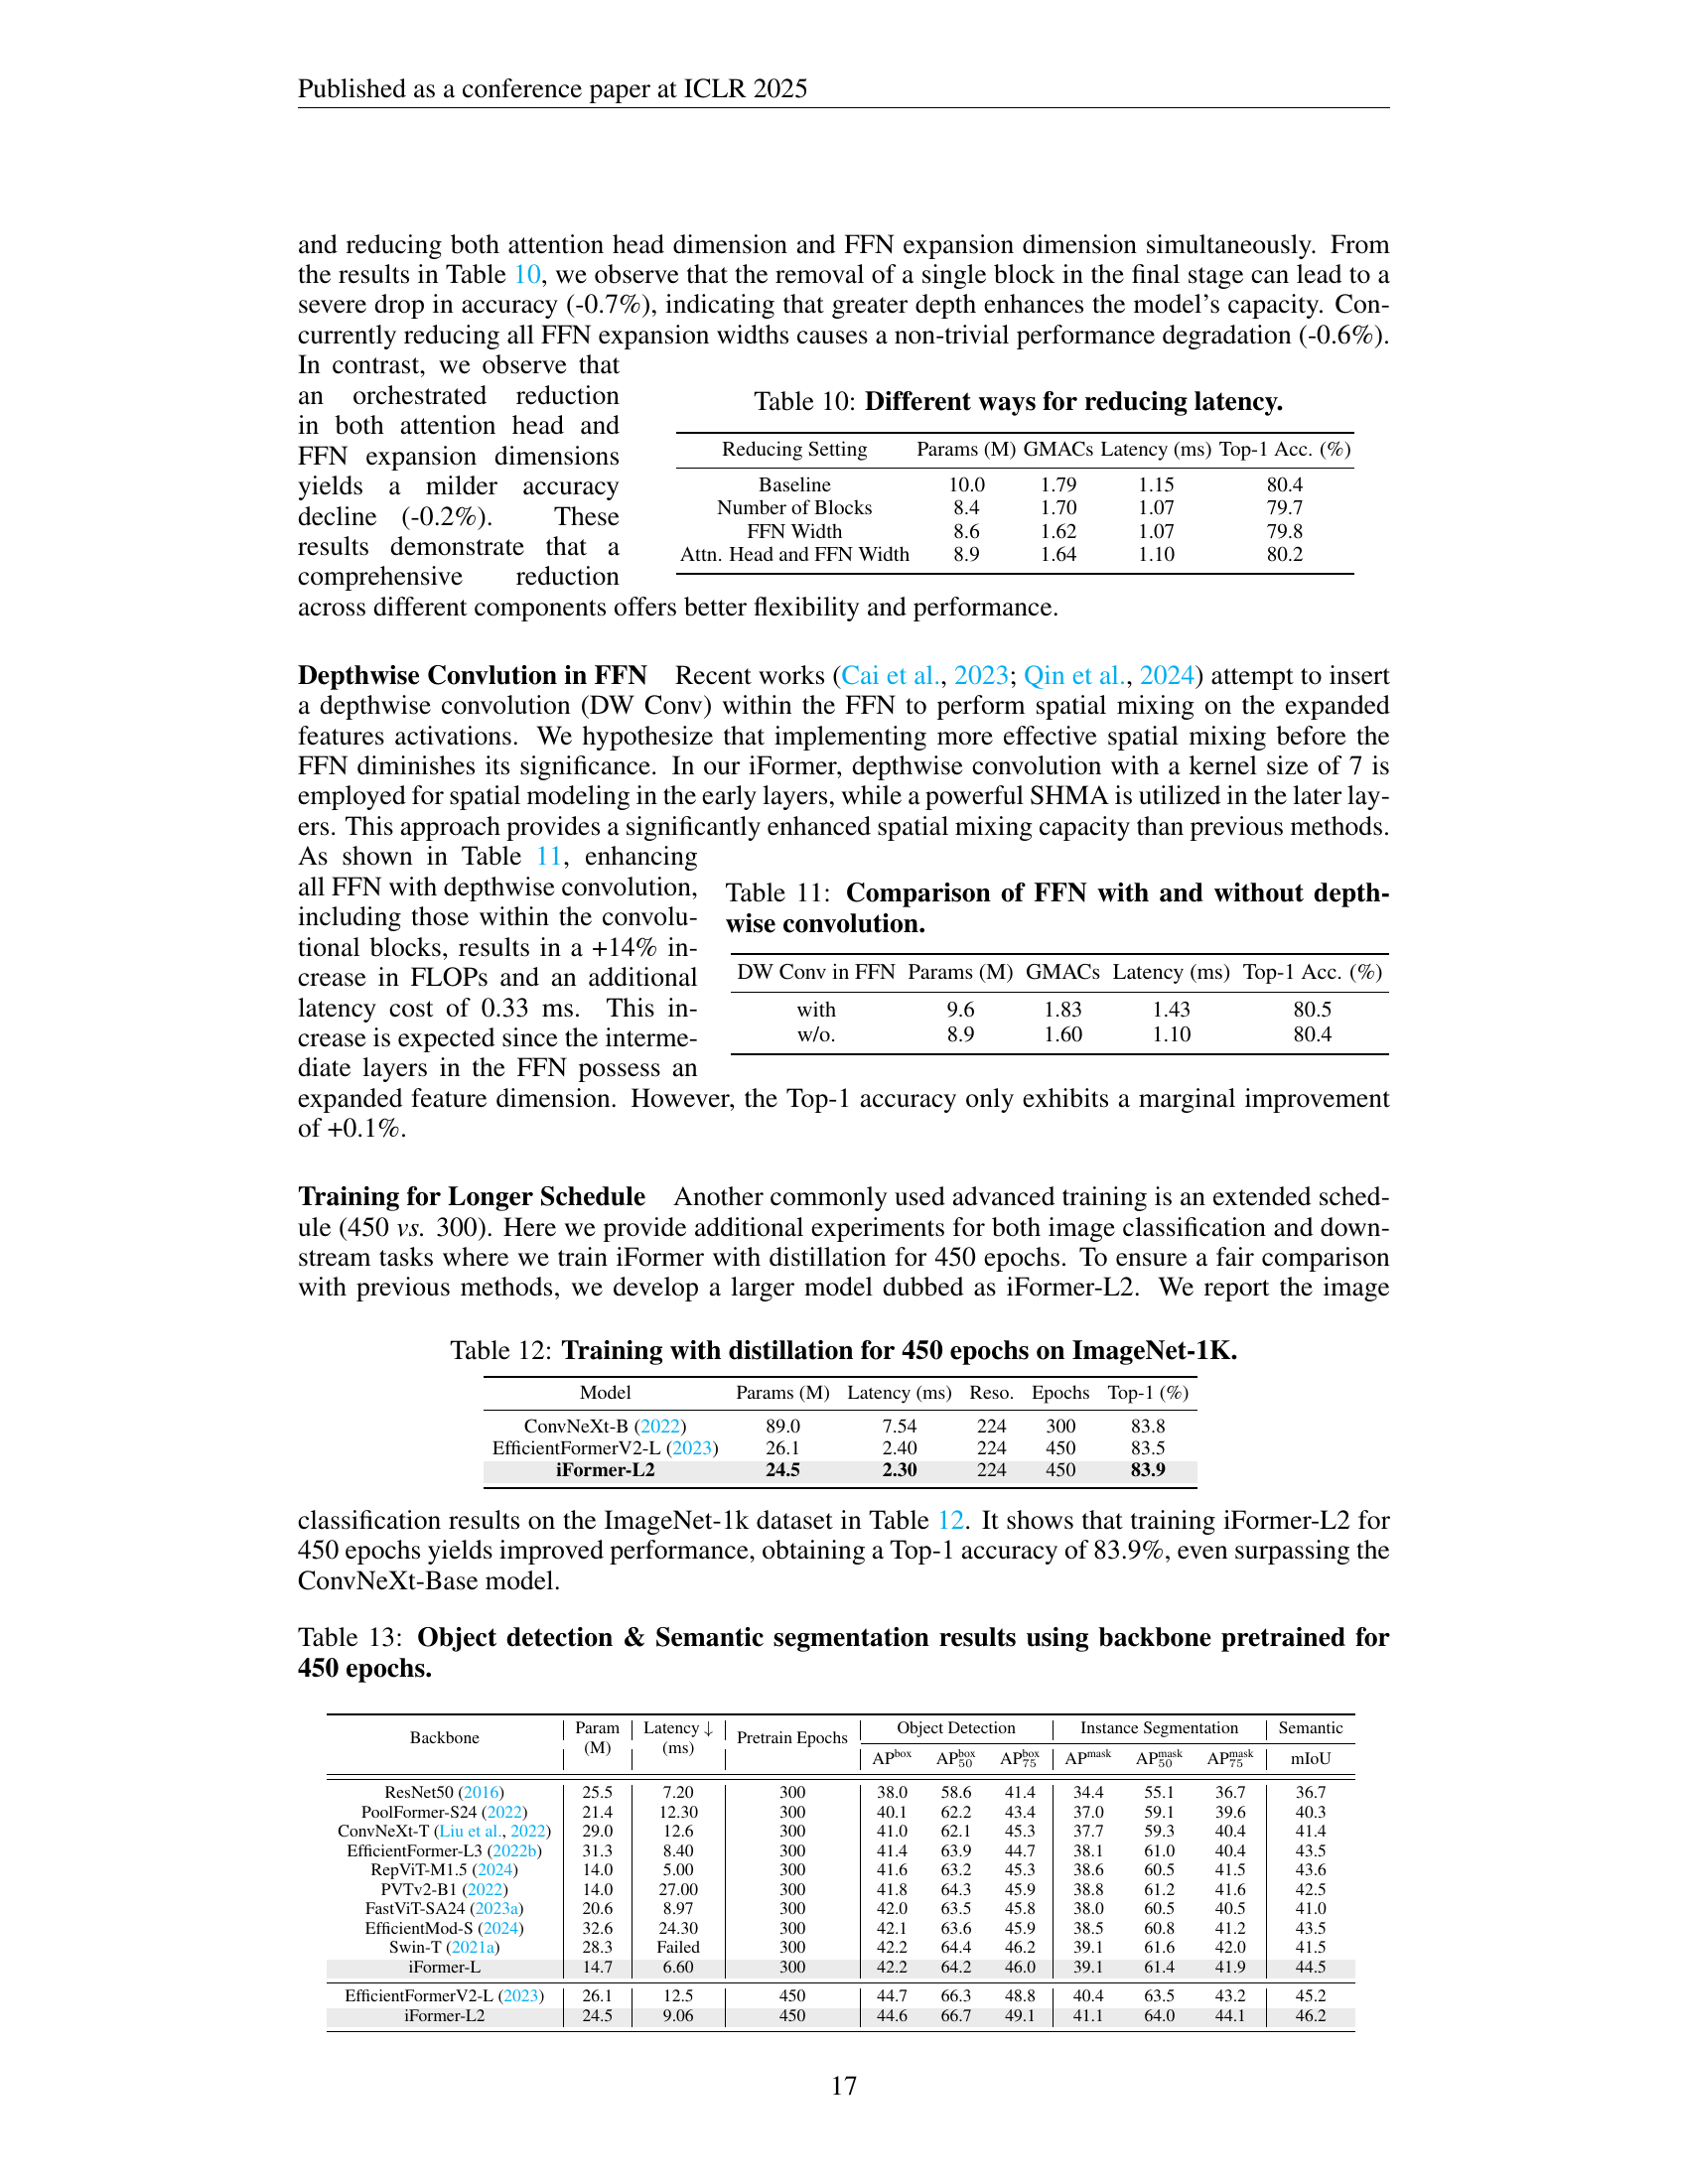 Published as a conference paper at ICLR 2025
and reducing both attention head dimension and FFN expansion dimension simultaneously. From
the results in Table 10, we observe that the removal of a single block in the final stage can lead to a
severe drop in accuracy (-0.7%), indicating that greater depth enhances the model's capacity. Con-
currently reducing all FFN expansion widths causes a non-trivial performance degradation (-0.6%).
In contrast, we observe that
an orchestrated reduction
in both attention head and
FFN expansion dimensions
yields a milder accuracy
decline (-0.2%). These
results demonstrate that a
comprehensive reduction
across different components offers better flexibility and performance.
Table 10: Different ways for reducing latency.
Reducing Setting Params (M) GMACs Latency (ms) Top-1 Acc. (%)
Baseline 10.0 1.79 1.15 80.4
Number of Blocks 8.4 1.70 1.07 79.7
FFN Width 8.6 1.62 1.07 79.8
Attn. Head and FFN Width 8.9 1.64 1.10 80.2
Depthwise Convlution in FFN Recent works (Cai et al., 2023; Qin et al., 2024) attempt to insert
a depthwise convolution (DW Conv) within the FFN to perform spatial mixing on the expanded
features activations. We hypothesize that implementing more effective spatial mixing before the
FFN diminishes its significance. In our iFormer, depthwise convolution with a kernel size of 7 is
employed for spatial modeling in the early layers, while a powerful SHMA is utilized in the later lay-
ers. This approach provides a significantly enhanced spatial mixing capacity than previous methods.
As shown in Table 11, enhancing
all FFN with depthwise convolution,
including those within the convolu-
tional blocks, results in a +14% in-
crease in FLOPs and an additional
latency cost of 0.33 ms. This in-
crease is expected since the interme-
diate layers in the FFN possess an
expanded feature dimension. However, the Top-1 accuracy only exhibits a marginal improvement
of +0.1%.
Table 11: Comparison of FFN with and without depth-
wise convolution.
DW Conv in FFN Params (M) GMACs Latency (ms) Top-1 Acc. (%)
with 9.6 1.83 1.43 80.5
w/o. 8.9 1.60 1.10 80.4
Training for Longer Schedule Another commonly used advanced training is an extended sched-
ule (450 vs. 300). Here we provide additional experiments for both image classification and down-
stream tasks where we train iFormer with distillation for 450 epochs. To ensure a fair comparison
with previous methods, we develop a larger model dubbed as iFormer-L2. We report the image
Table 12: Training with distillation for 450 epochs on ImageNet-1K.
Model Params (M) Latency (ms) Reso. Epochs Top-1 (%)
ConvNeXt-B (2022) 89.0 7.54 224 300 83.8
EfficientFormerV2-L (2023) 26.1 2.40 224 450 83.5
iFormer-L2 24.5 2.30 224 450 83.9
classification results on the ImageNet-1k dataset in Table 12. It shows that training iFormer-L2 for
450 epochs yields improved performance, obtaining a Top-1 accuracy of 83.9%, even surpassing the
ConvNeXt-Base model.
Table 13: Object detection & Semantic segmentation results using backbone pretrained for
450 epochs.
Backbone Param (M) Latency ↓ (ms) Pretrain Epochs Object Detection Instance Segmentation Semantic
AP^box AP^box_50 AP^box_75 AP^mask AP^mask_50 AP^mask_75 mIoU
ResNet50 (2016) 25.5 7.20 300 38.0 58.6 41.4 34.4 55.1 36.7 36.7
PoolFormer-S24 (2022) 21.4 12.30 300 40.1 62.2 43.4 37.0 59.1 39.6 40.3
ConvNeXt-T (Liu et al., 2022) 29.0 12.6 300 41.0 62.1 45.3 37.7 59.3 40.4 41.4
EfficientFormer-L3 (2022b) 31.3 8.40 300 41.4 63.9 44.7 38.1 61.0 40.4 43.5
RepViT-M1.5 (2024) 14.0 5.00 300 41.6 63.2 45.3 38.6 60.5 41.5 43.6
PVTv2-B1 (2022) 14.0 27.00 300 41.8 64.3 45.9 38.8 61.2 41.6 42.5
FastViT-SA24 (2023a) 20.6 8.97 300 42.0 63.5 45.8 38.0 60.5 40.5 41.0
EfficientMod-S (2024) 32.6 24.30 300 42.1 63.6 45.9 38.5 60.8 41.2 43.5
Swin-T (2021a) 28.3 Failed 300 42.2 64.4 46.2 39.1 61.6 42.0 41.5
iFormer-L 14.7 6.60 300 42.2 64.2 46.0 39.1 61.4 41.9 44.5
EfficientFormerV2-L (2023) 26.1 12.5 450 44.7 66.3 48.8 40.4 63.5 43.2 45.2
iFormer-L2 24.5 9.06 450 44.6 66.7 49.1 41.1 64.0 44.1 46.2
17